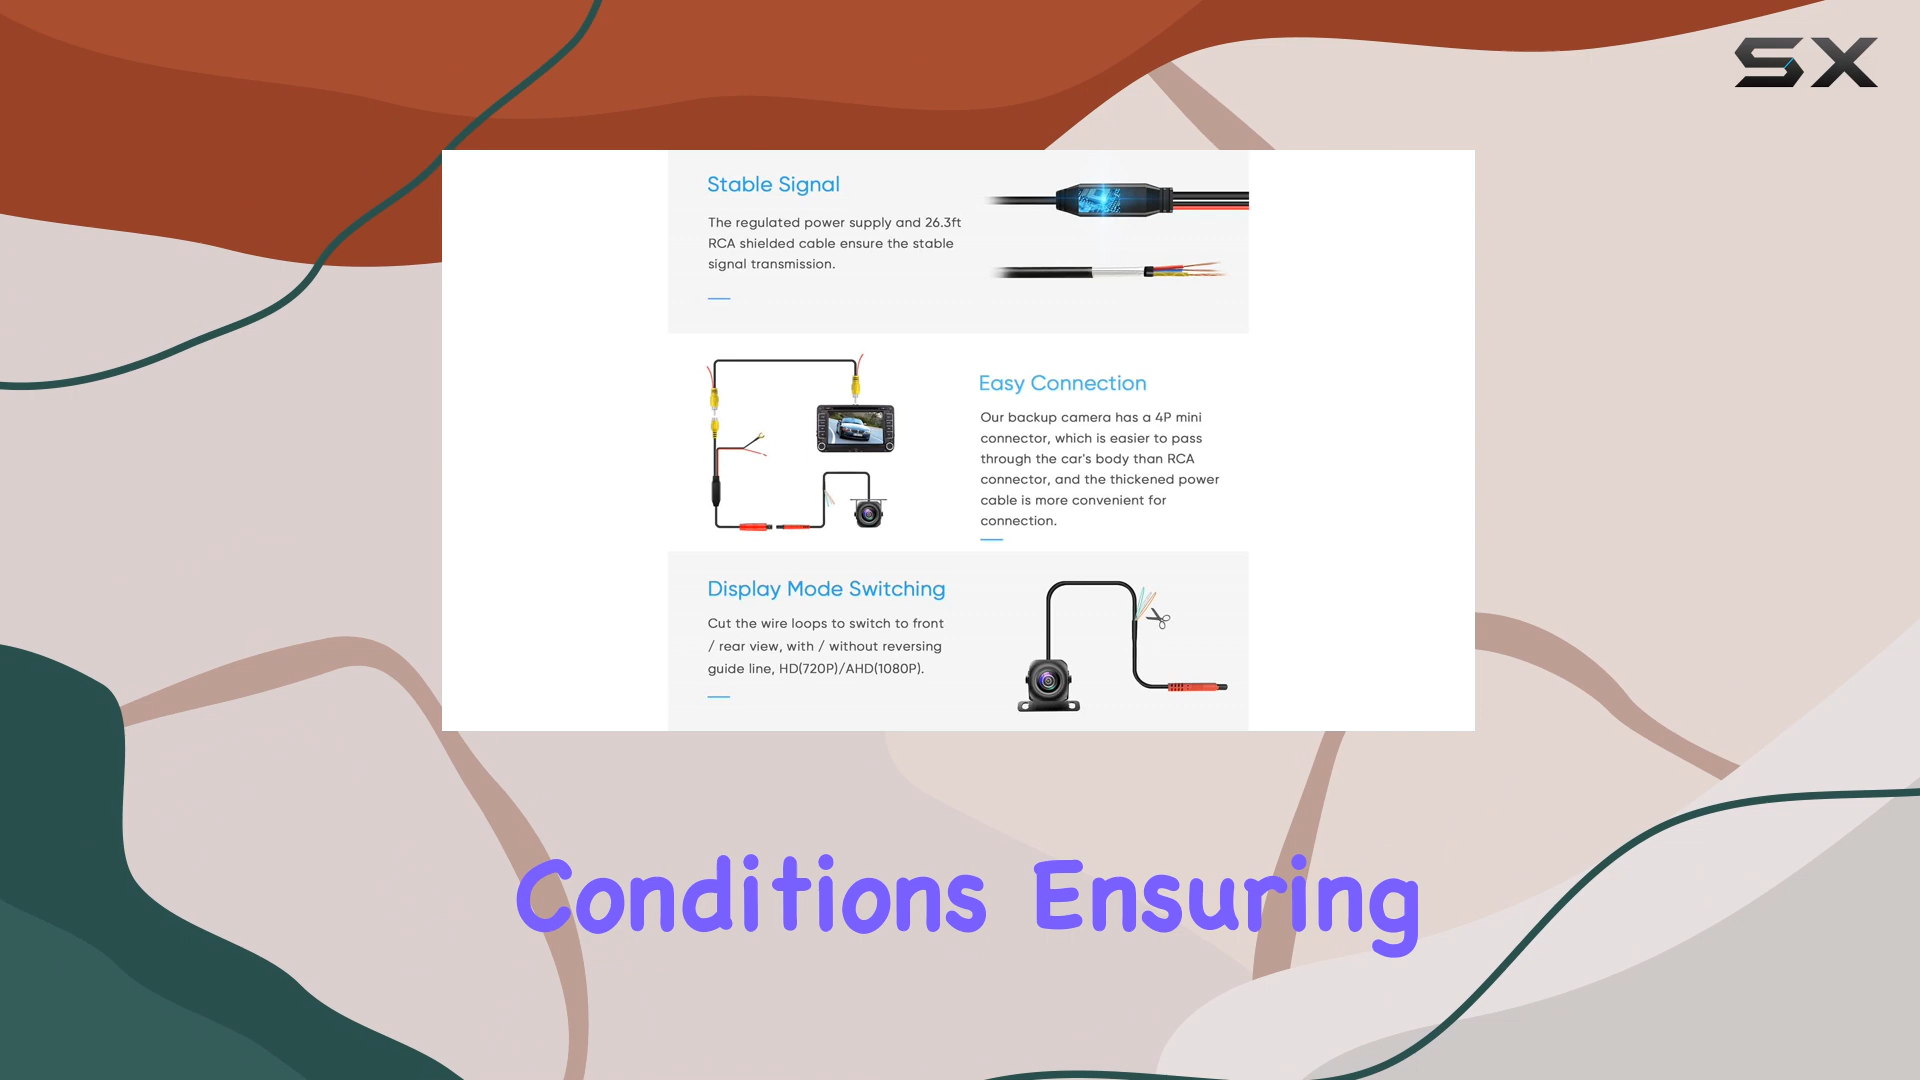 SX
Stable Signal
The regulated power supply and 26.3ft
RCA shielded cable ensure the stable
signal transmission.
Easy Connection
Our backup camera has a 4P mini
connector, which is easier to pass
through the car's body than RCA
connector, and the thickened power
cable is more convenient for
connection.
Display Mode Switching
Cut the wire loops to switch to front
/ rear view, with / without reversing
guide line, HD(720P)/AHD(1080P).
Conditions Ensuring